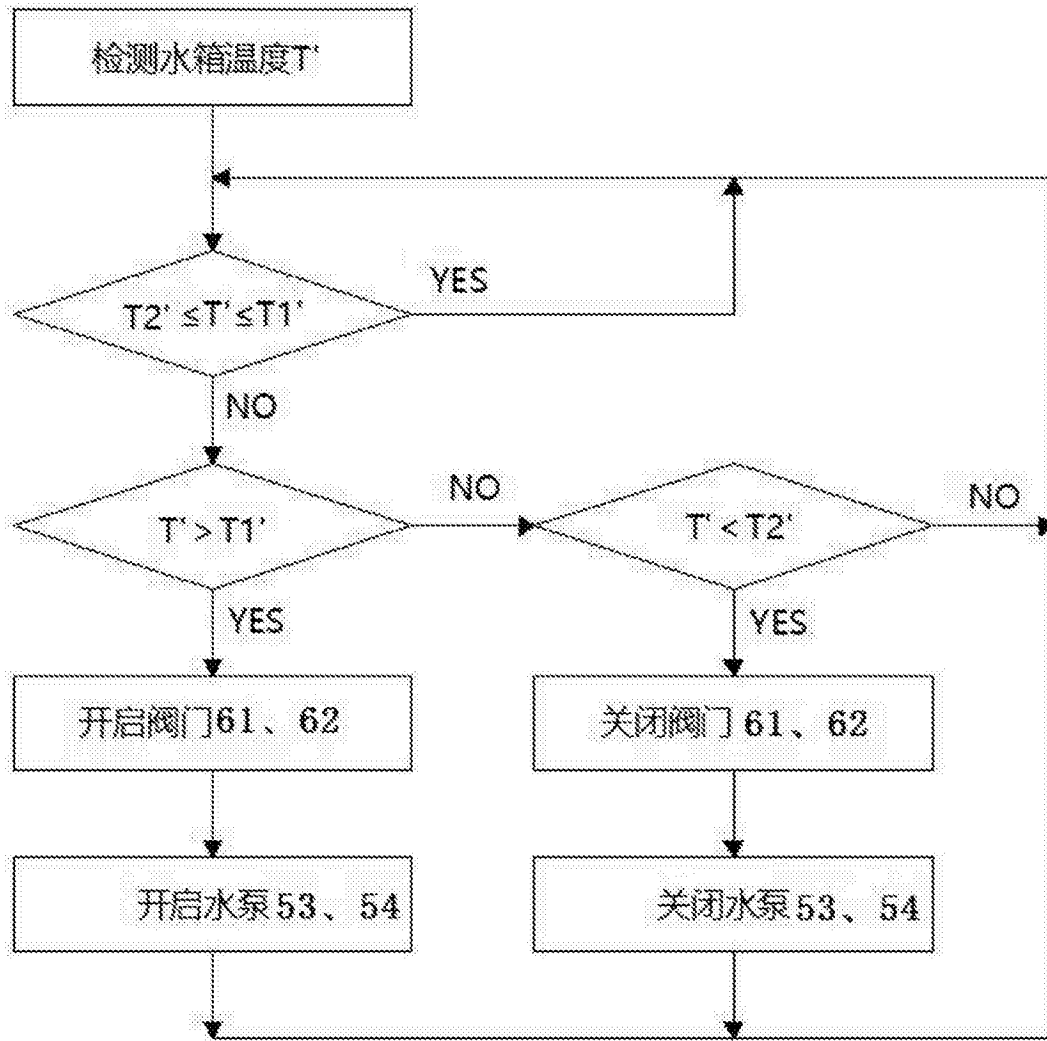 检测水箱温度T'
T2' ≤T'≤T1'
YES
NO
T' > T1'
NO
T' < T2'
NO
YES
YES
开启阀门61、62
关闭阀门61、62
开启水泵53、54
关闭水泵53、54